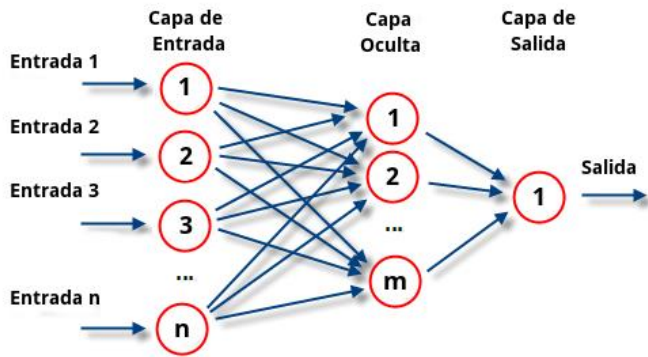 Capa de
Entrada
Capa
Oculta
Capa de
Salida
Entrada 1
1
Entrada 2
2
Entrada 3
3
...
Entrada n
n
1
2
...
m
1
Salida